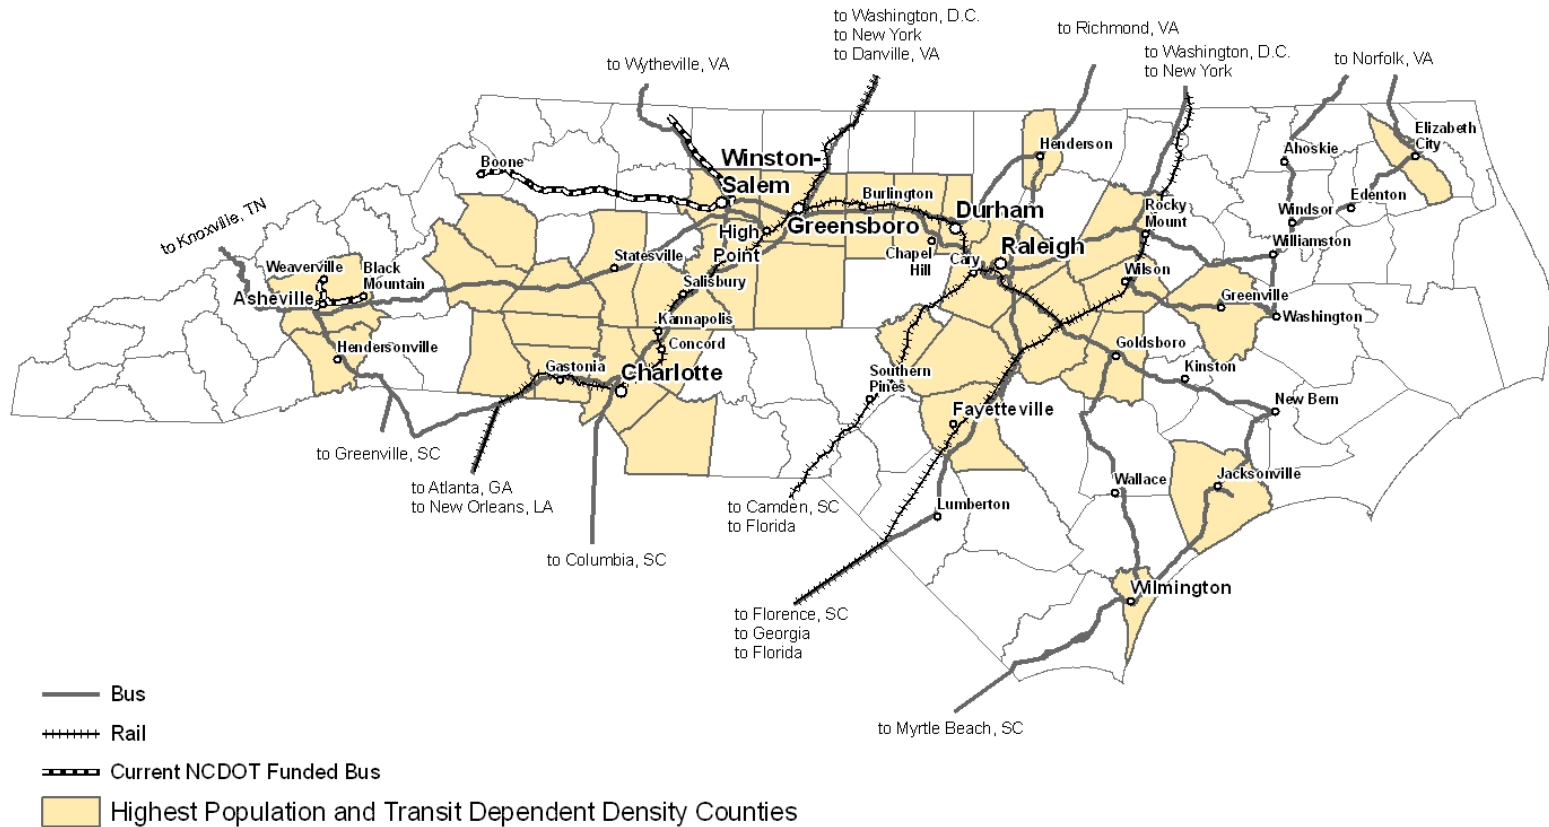 to Washington, D.C.
to New York
to Danville, VA
to Richmond, VA
to Washington, D.C.
to New York
to Norfolk, VA
to Wytheville, VA
Elizabeth
City
Henderson
Ahoskie
Winston-
Salem
Boone
Burlington
Edenton
Rocky
Mount
Windsor
Durham
Greensboro
High
Point
Chapel
Hill
Cary
Raleigh
Williamston
to Knoxville, TN
Statesville
Weaverville
Black
Mountain
Asheville
Salisbury
Wilson
Greenville
Washington
Kannapolis
Concord
Hendersonville
Goldsboro
Gastonia
Charlotte
Southern
Pines
Kinston
New Bern
Fayetteville
to Greenville, SC
Jacksonville
Wallace
to Atlanta, GA
to New Orleans, LA
to Camden, SC
to Florida
Lumberton
to Columbia, SC
Wilmington
to Florence, SC
to Georgia
to Florida
to Myrtle Beach, SC
Bus
Rail
Current NCDOT Funded Bus
Highest Population and Transit Dependent Density Counties